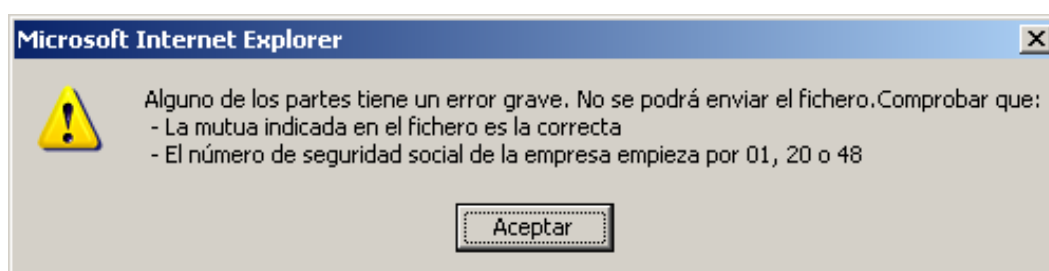 Microsoft Internet Explorer
Alguno de los partes tiene un error grave. No se podrá enviar el fichero.Comprobar que:
- La mutua indicada en el fichero es la correcta
- El número de seguridad social de la empresa empieza por 01, 20 o 48
Aceptar